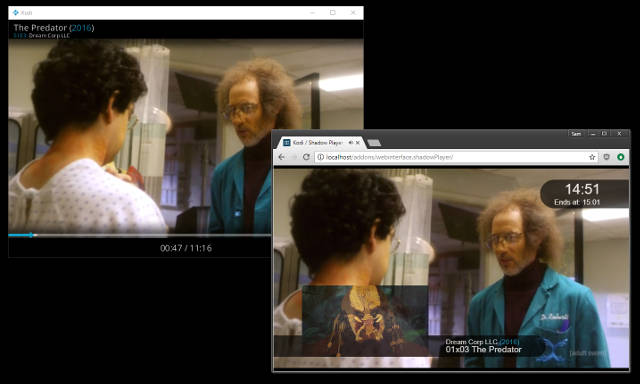 Kodi
The Predator (2016)
S1E3: Dream Corp LLC
00:47 / 11:16
Sam
Kodi / Shadow Player
localhost/addons/webinterface.shadowPlayer/
14:51
Ends at: 15:01
Dream Corp LLC (2016)
01x03 The Predator
[adult swim]